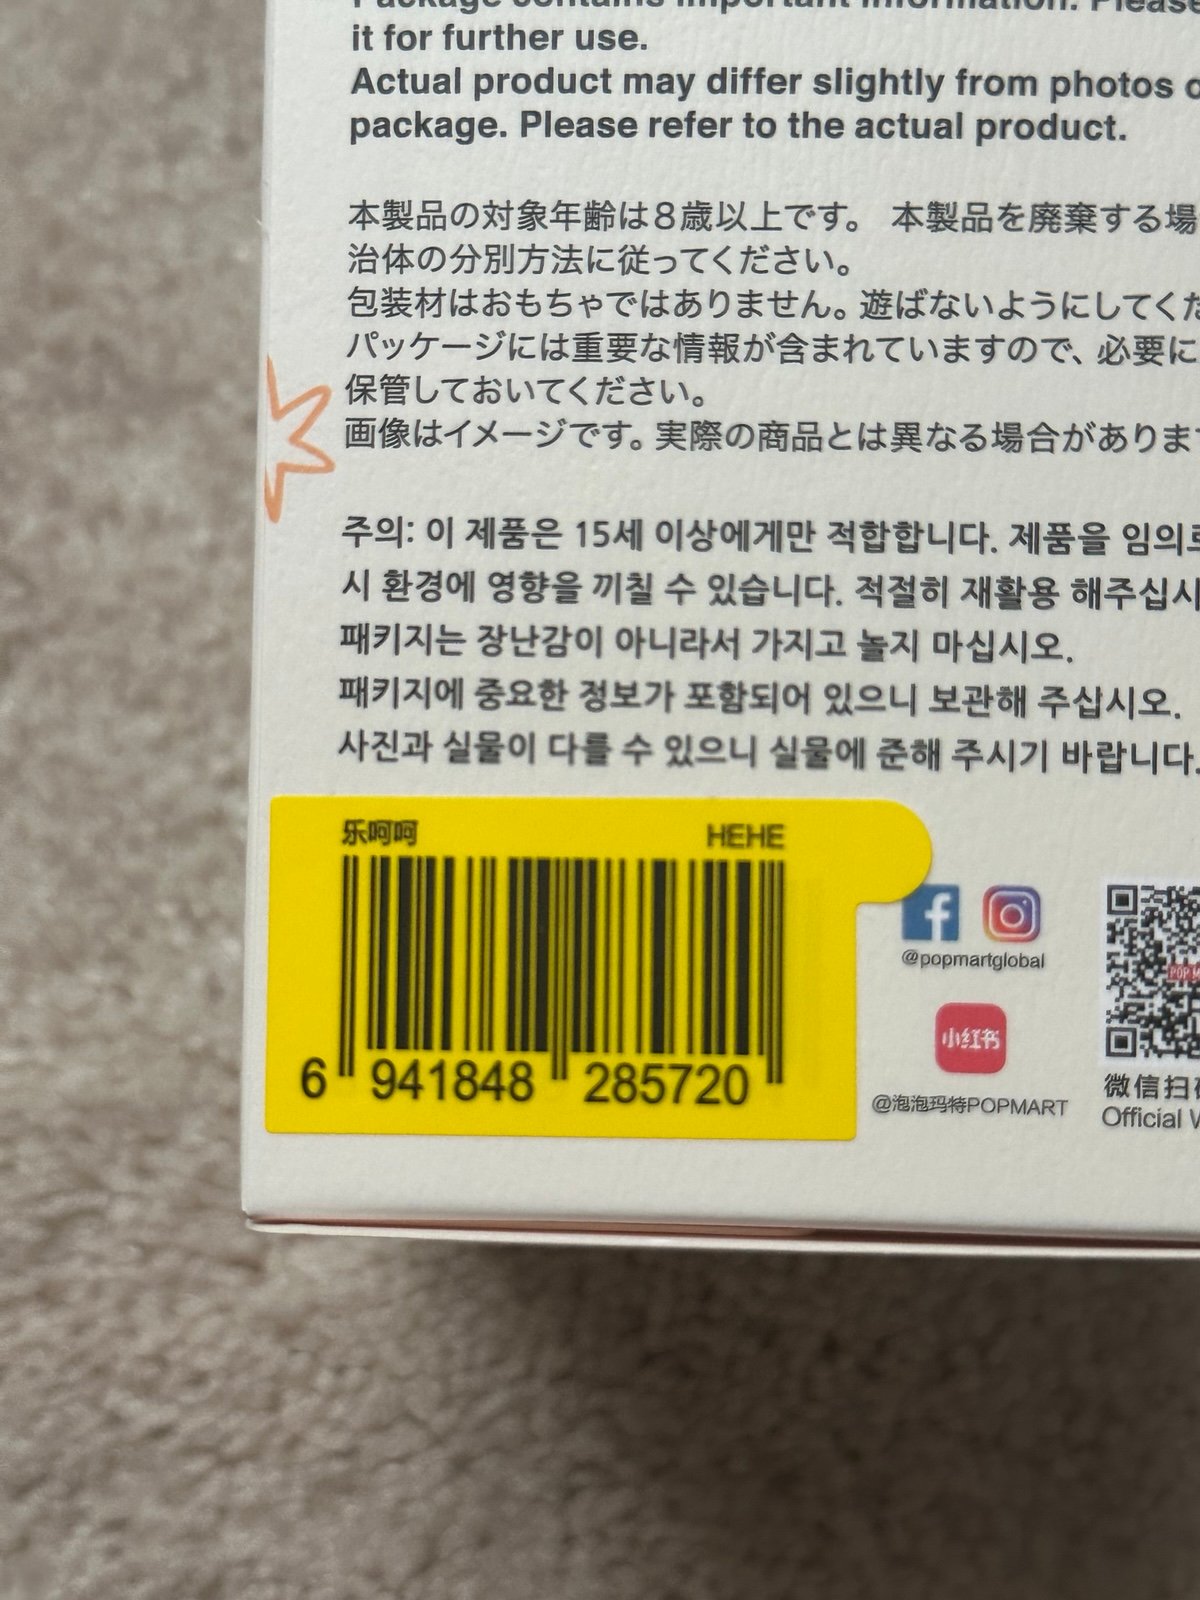 Package contains important information. Please
it for further use.
Actual product may differ slightly from photos
package. Please refer to the actual product.
本製品の対象年齢は8歳以上です。 本製品を廃棄する場
治体の分別方法に従ってください。
包装材はおもちゃではありません。遊ばないようにしてくだ
パッケージには重要な情報が含まれていますので、必要に
保管しておいてください。
画像はイメージです。実際の商品とは異なる場合がありま
주의: 이 제품은 15세 이상에게만 적합합니다. 제품을 임의로
시 환경에 영향을 끼칠 수 있습니다. 적절히 재활용 해주십시
패키지는 장난감이 아니라서 가지고 놀지 마십시오.
패키지에 중요한 정보가 포함되어 있으니 보관해 주십시오.
사진과 실물이 다를 수 있으니 실물에 준해 주시기 바랍니다.
乐呵呵 HEHE
6 941848 285720
@popmartglobal
小红书
@泡泡玛特POPMART
POP M
微信扫
Official